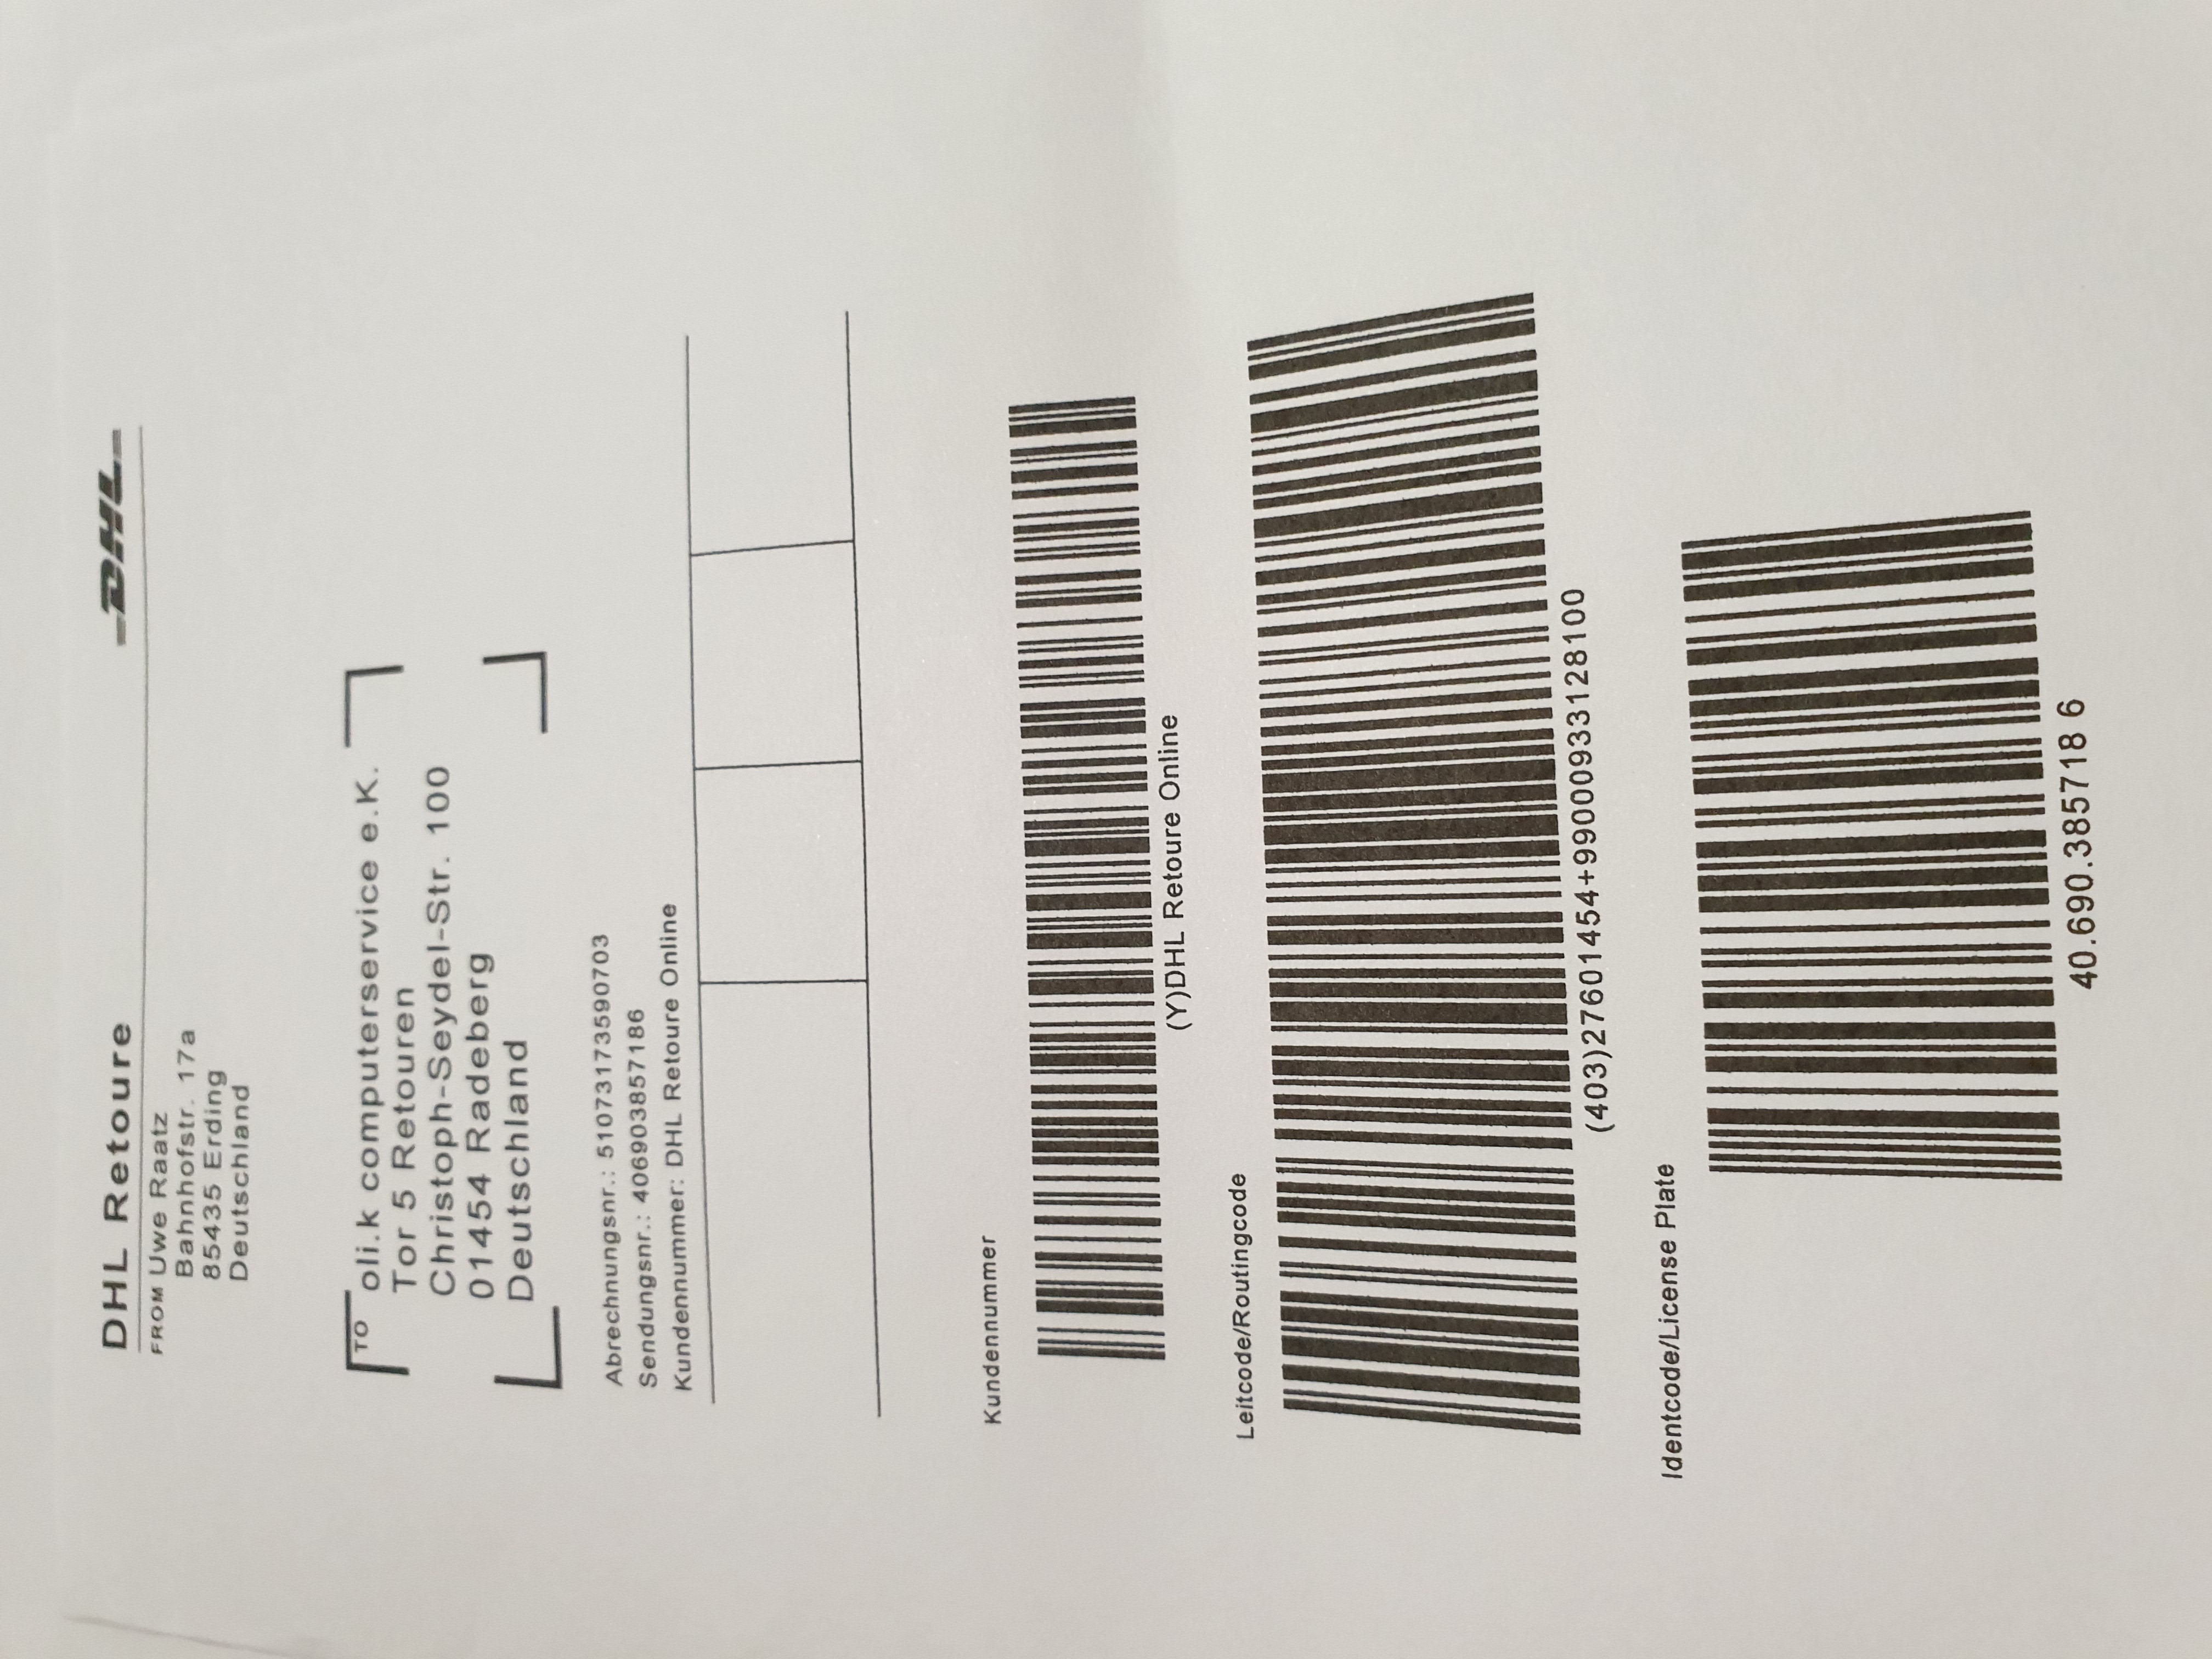 DHL Retoure
DHL
FROM Uwe Raatz
Bahnhofstr. 17a
85435 Erding
Deutschland
TO oli.k computerservice e.K.
Tor 5 Retouren
Christoph-Seydel-Str. 100
01454 Radeberg
Deutschland
Abrechnungsnr.: 51073173590703
Sendungsnr.: 406903857186
Kundennummer: DHL Retoure Online
Kundennummer
(Y)DHL Retoure Online
Leitcode/Routingcode
(403)27601454+99000933128100
Identcode/License Plate
40.690.385718 6